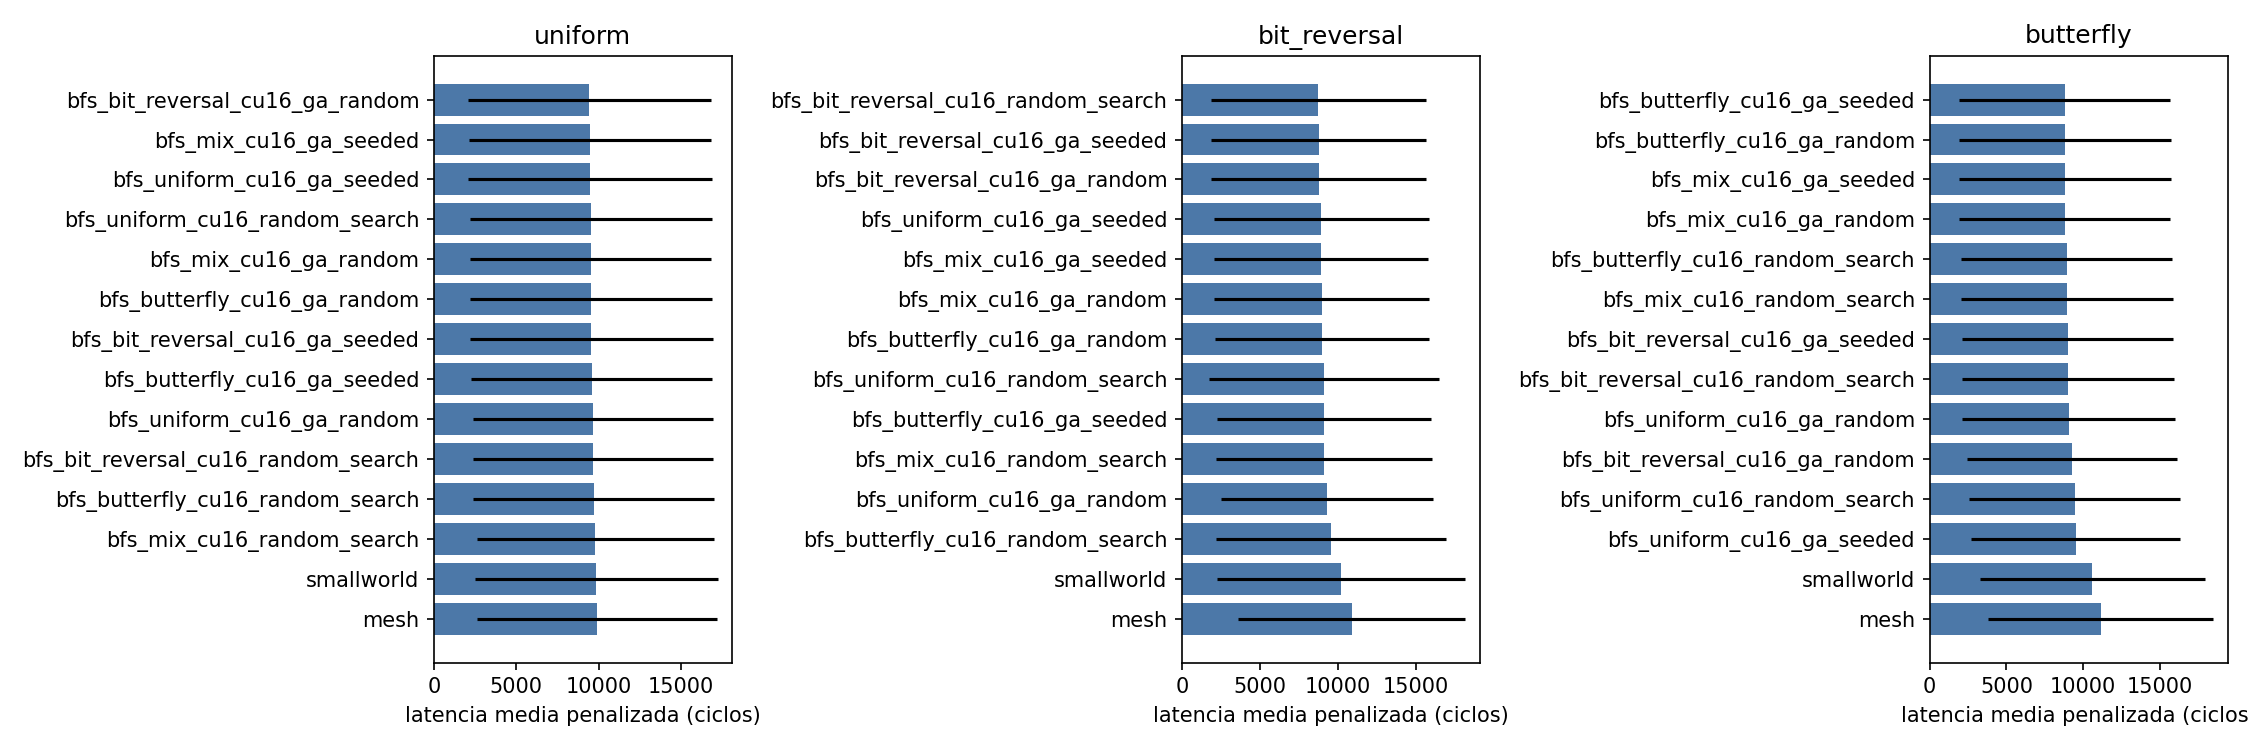 uniform
bfs_bit_reversal_cu16_ga_random
bfs_mix_cu16_ga_seeded
bfs_uniform_cu16_ga_seeded
bfs_uniform_cu16_random_search
bfs_mix_cu16_ga_random
bfs_butterfly_cu16_ga_random
bfs_bit_reversal_cu16_ga_seeded
bfs_butterfly_cu16_ga_seeded
bfs_uniform_cu16_ga_random
bfs_bit_reversal_cu16_random_search
bfs_butterfly_cu16_random_search
bfs_mix_cu16_random_search
smallworld
mesh
0 5000 10000 15000
latencia media penalizada (ciclos)
bit_reversal
bfs_bit_reversal_cu16_random_search
bfs_bit_reversal_cu16_ga_seeded
bfs_bit_reversal_cu16_ga_random
bfs_uniform_cu16_ga_seeded
bfs_mix_cu16_ga_seeded
bfs_mix_cu16_ga_random
bfs_butterfly_cu16_ga_random
bfs_uniform_cu16_random_search
bfs_butterfly_cu16_ga_seeded
bfs_mix_cu16_random_search
bfs_uniform_cu16_ga_random
bfs_butterfly_cu16_random_search
smallworld
mesh
0 5000 10000 15000
latencia media penalizada (ciclos)
butterfly
bfs_butterfly_cu16_ga_seeded
bfs_butterfly_cu16_ga_random
bfs_mix_cu16_ga_seeded
bfs_mix_cu16_ga_random
bfs_butterfly_cu16_random_search
bfs_mix_cu16_random_search
bfs_bit_reversal_cu16_ga_seeded
bfs_bit_reversal_cu16_random_search
bfs_uniform_cu16_ga_random
bfs_bit_reversal_cu16_ga_random
bfs_uniform_cu16_random_search
bfs_uniform_cu16_ga_seeded
smallworld
mesh
0 5000 10000 15000
latencia media penalizada (ciclos